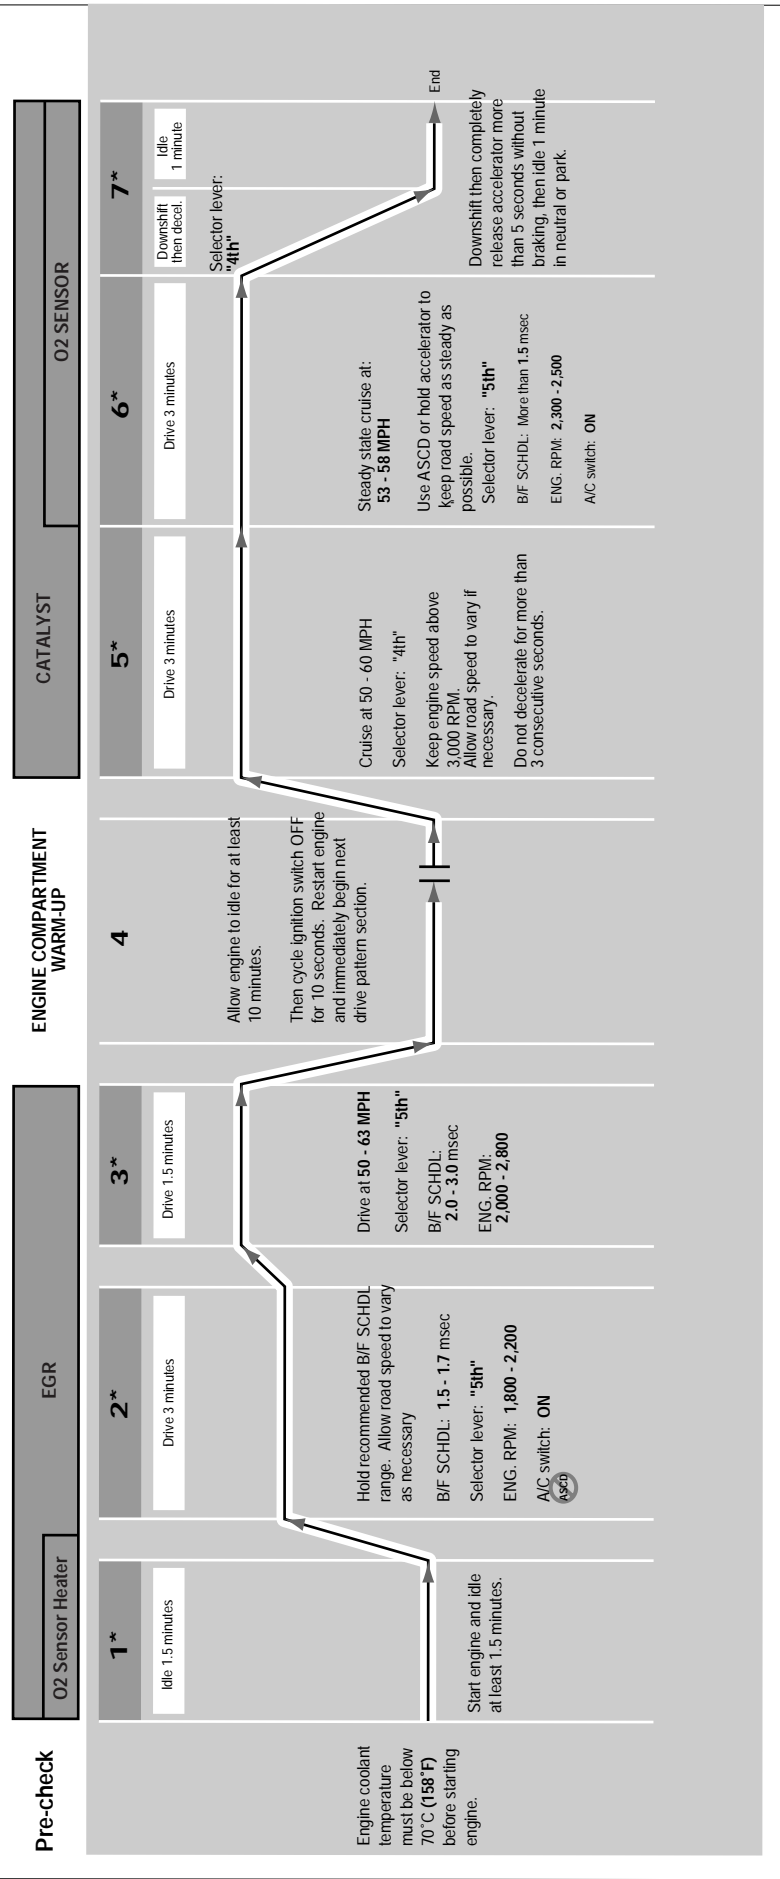 Pre-check
EGR
O2 Sensor Heater
ENGINE COMPARTMENT
WARM-UP
CATALYST
O2 SENSOR
Engine coolant
temperature
must be below
70˚C (158˚F)
before starting
engine.
1*
Idle 1.5 minutes
Start engine and idle
at least 1.5 minutes.
2*
Drive 3 minutes
Hold recommended B/F SCHDL
range. Allow road speed to vary
as necessary
B/F SCHDL: 1.5 - 1.7 msec
Selector lever: "5th"
ENG. RPM: 1,800 - 2,200
A/C switch: ON
ASCD
3*
Drive 1.5 minutes
Drive at 50 - 63 MPH
Selector lever: "5th"
B/F SCHDL:
2.0 - 3.0 msec
ENG. RPM:
2,000 - 2,800
4
Allow engine to idle for at least
10 minutes.
Then cycle ignition switch OFF
for 10 seconds. Restart engine
and immediately begin next
drive pattern section.
5*
Drive 3 minutes
Cruise at 50 - 60 MPH
Selector lever: "4th"
Keep engine speed above
3,000 RPM.
Allow road speed to vary if
necessary.
Do not decelerate for more than
3 consecutive seconds.
6*
Drive 3 minutes
Steady state cruise at:
53 - 58 MPH
Use ASCD or hold accelerator to
keep road speed as steady as
possible.
Selector lever: "5th"
B/F SCHDL: More than 1.5 msec
ENG. RPM: 2,300 - 2,500
A/C switch: ON
7*
Downshift
then decel.
Idle
1 minute
Selector lever:
"4th"
End
Downshift then completely
release accelerator more
than 5 seconds without
braking, then idle 1 minute
in neutral or park.